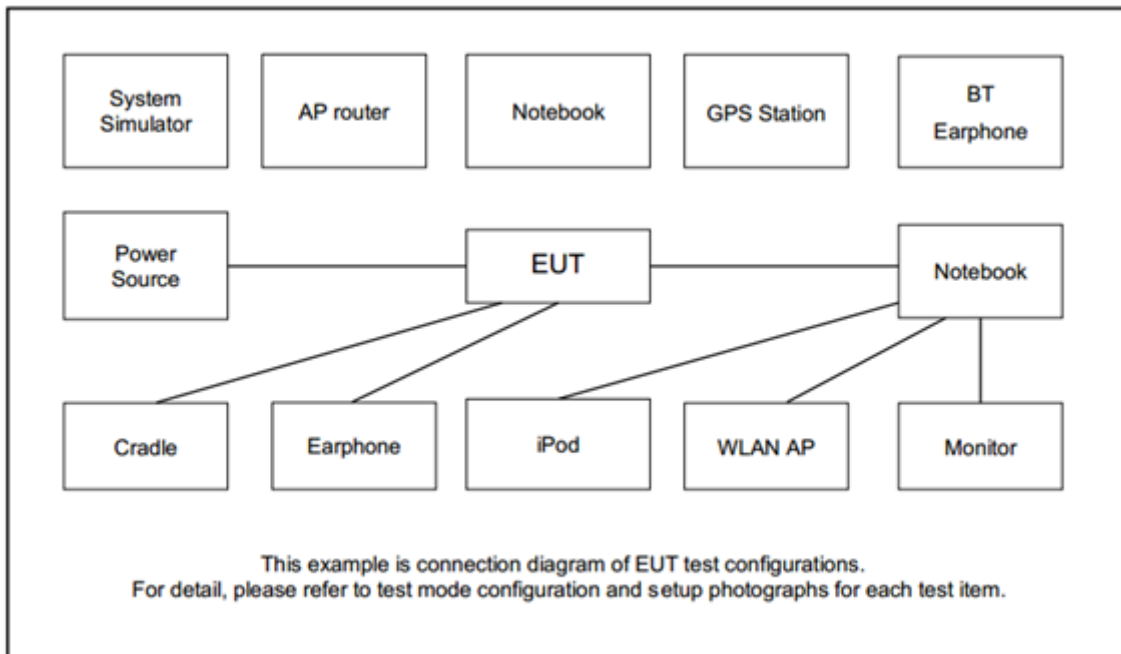 System
Simulator
AP router
Notebook
GPS Station
BT
Earphone
Power
Source
EUT
Notebook
Cradle
Earphone
iPod
WLAN AP
Monitor
This example is connection diagram of EUT test configurations.
For detail, please refer to test mode configuration and setup photographs for each test item.